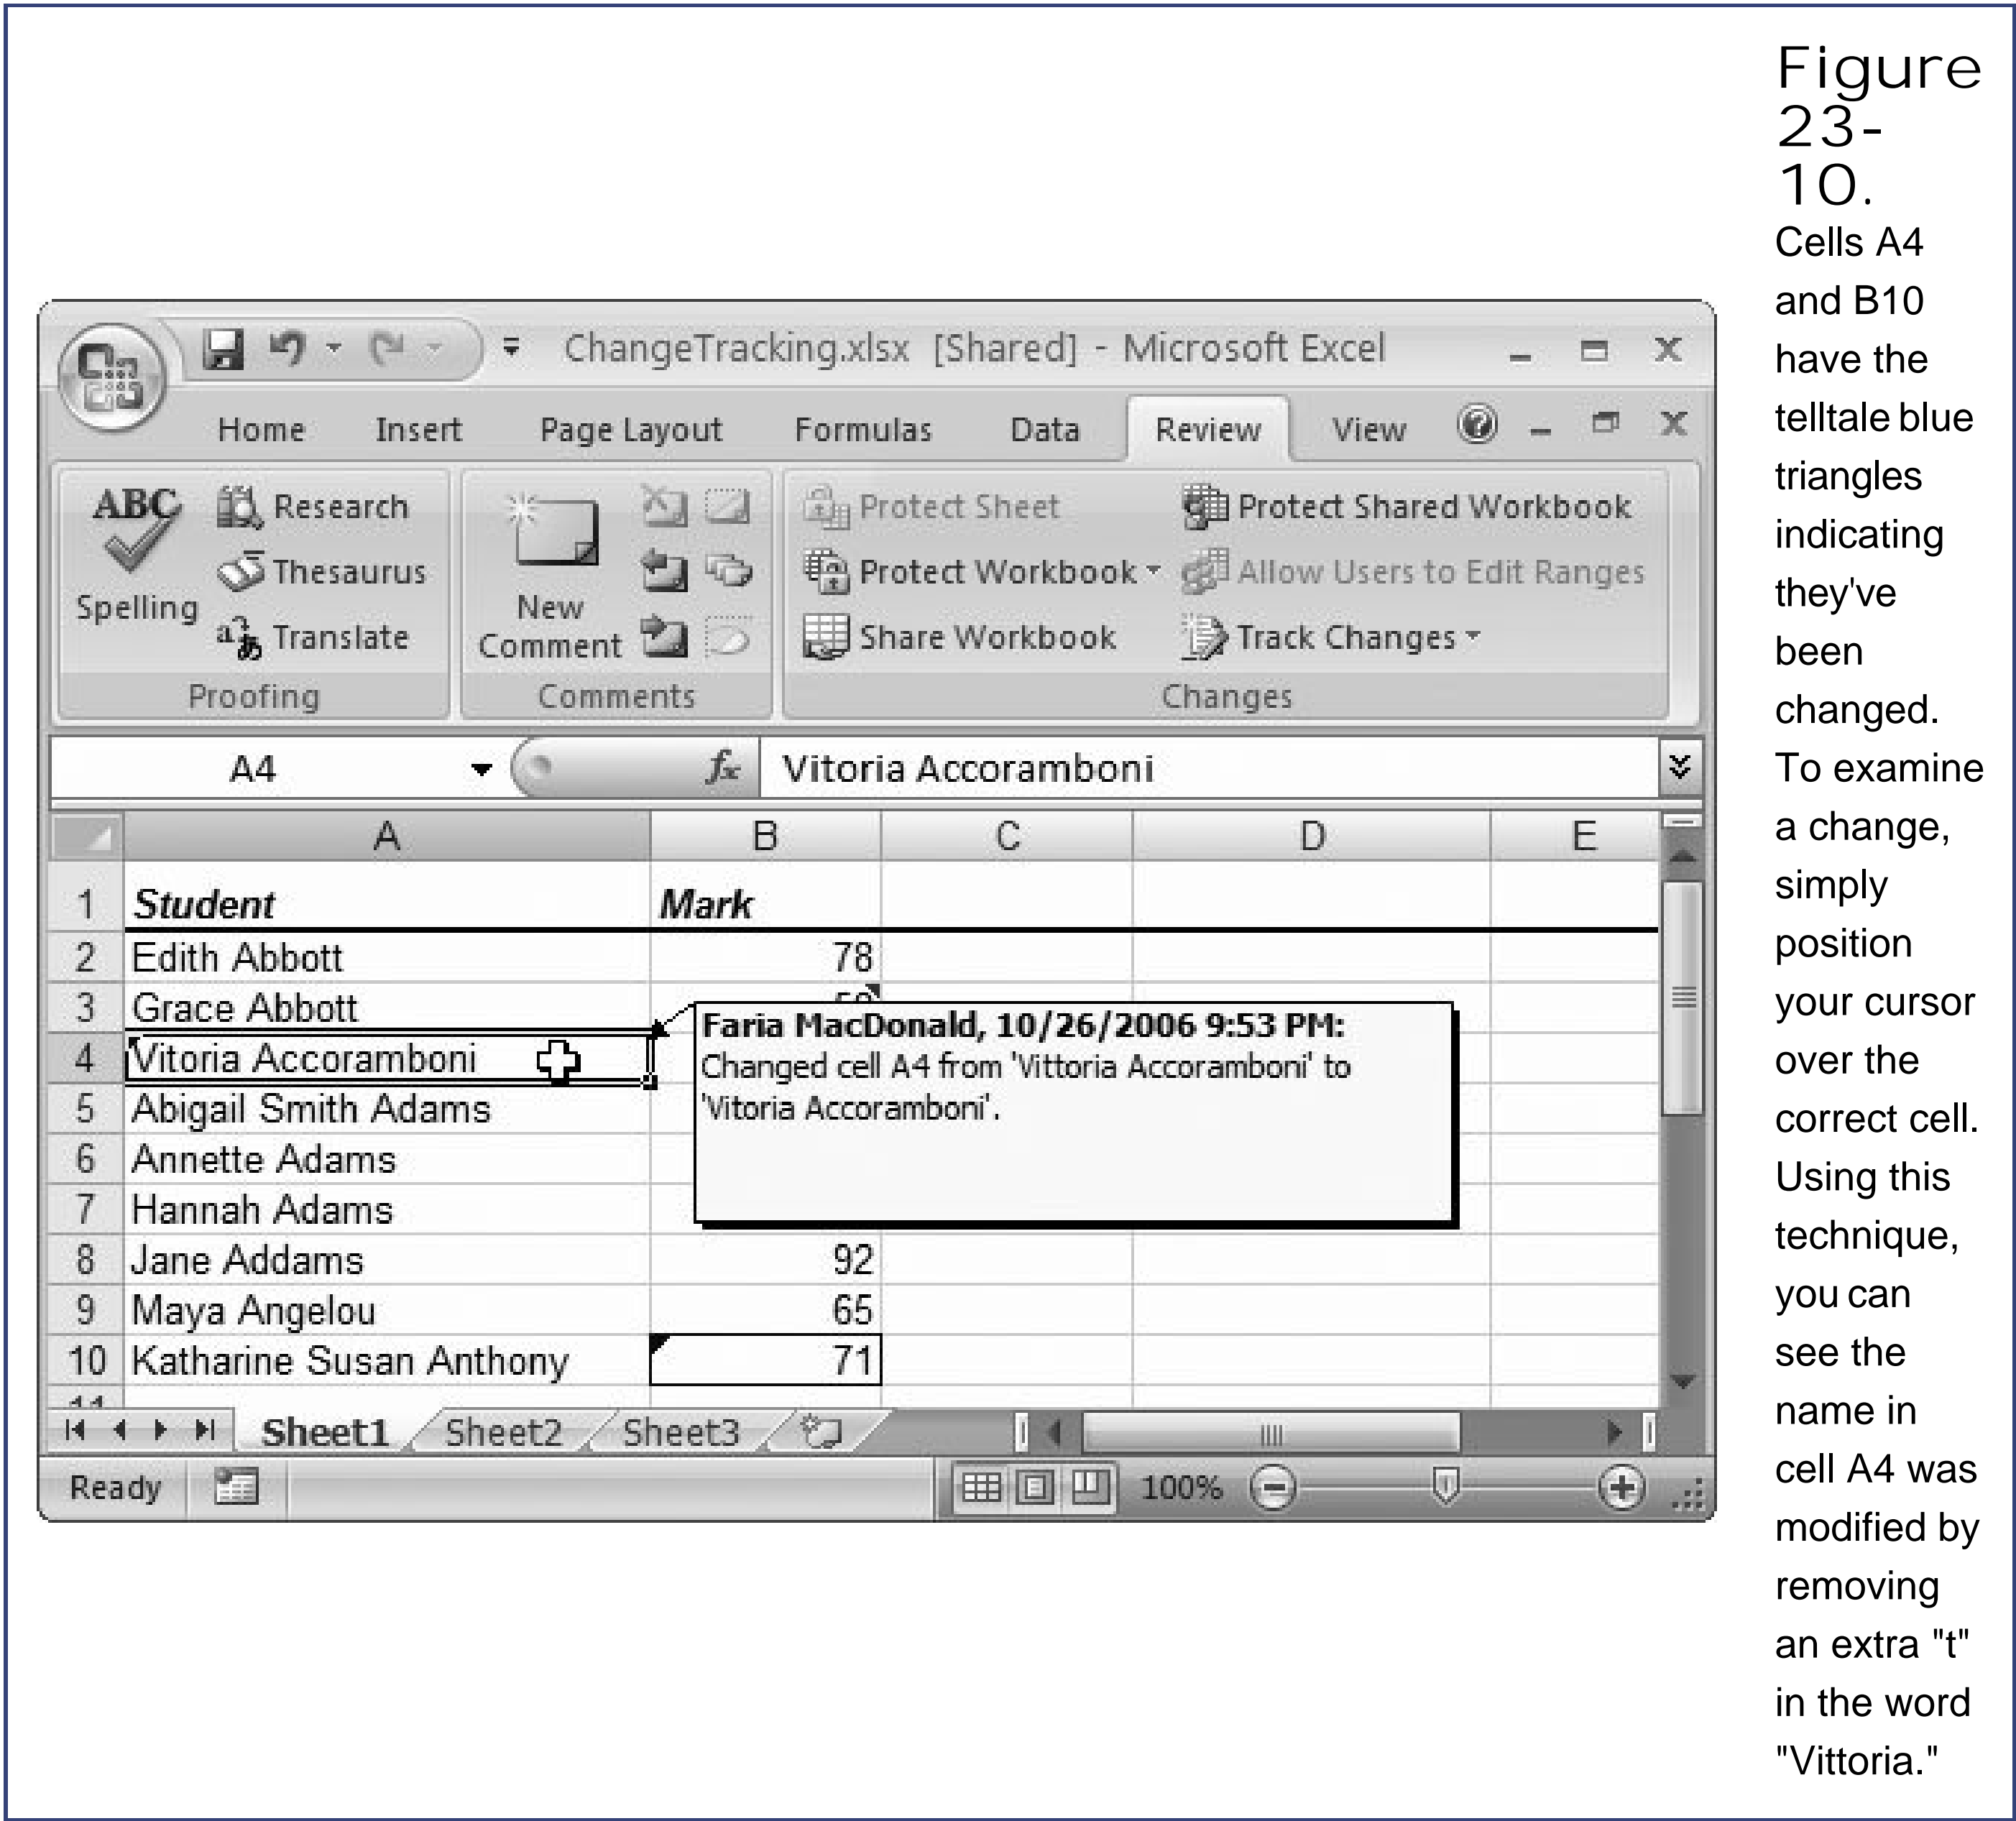 Figure
23-
10.
Cells A4
and B10
have the
telltale blue
triangles
indicating
they've
been
changed.
To examine
a change,
simply
position
your cursor
over the
correct cell.
Using this
technique,
you can
see the
name in
cell A4 was
modified by
removing
an extra "t"
in the word
"Vittoria."
ChangeTracking.xlsx [Shared] - Microsoft Excel
Home Insert Page Layout Formulas Data Review View
ABC
Spelling
Research
Thesaurus
Translate
Proofing
New
Comment
Comments
Protect Sheet
Protect Workbook
Share Workbook
Protect Shared Workbook
Allow Users to Edit Ranges
Track Changes
Changes
A4 fx Vitoria Accoramboni
A B C D E
1 Student Mark
2 Edith Abbott 78
3 Grace Abbott
4 Vitoria Accoramboni
5 Abigail Smith Adams
6 Annette Adams
7 Hannah Adams
8 Jane Addams 92
9 Maya Angelou 65
10 Katharine Susan Anthony 71
Faria MacDonald, 10/26/2006 9:53 PM:
Changed cell A4 from 'Vittoria Accoramboni' to
'Vitoria Accoramboni'.
Sheet1 Sheet2 Sheet3
Ready 100%